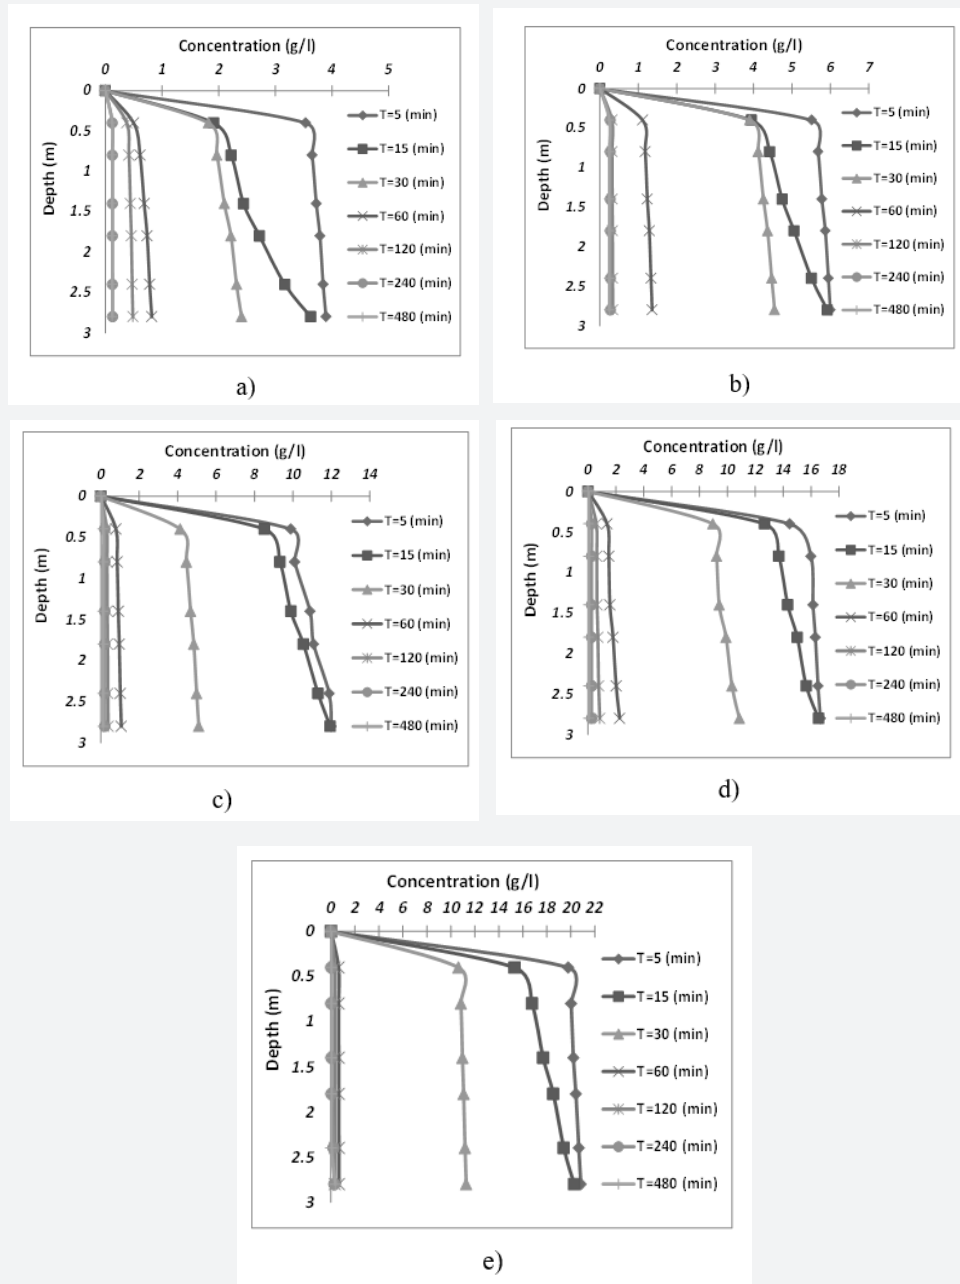 Concentration (g/l)
0 1 2 3 4 5
0
0.5
1
1.5
2
2.5
3
Depth (m)
T=5 (min)
T=15 (min)
T=30 (min)
T=60 (min)
T=120 (min)
T=240 (min)
T=480 (min)
a)
Concentration (g/l)
0 1 2 3 4 5 6 7
0
0.5
1
1.5
2
2.5
3
Depth (m)
T=5 (min)
T=15 (min)
T=30 (min)
T=60 (min)
T=120 (min)
T=240 (min)
T=480 (min)
b)
Concentration (g/l)
0 2 4 6 8 10 12 14
0
0.5
1
1.5
2
2.5
3
Depth (m)
T=5 (min)
T=15 (min)
T=30 (min)
T=60 (min)
T=120 (min)
T=240 (min)
T=480 (min)
c)
Concentration (g/l)
0 2 4 6 8 10 12 14 16 18
0
0.5
1
1.5
2
2.5
3
Depth (m)
T=5 (min)
T=15 (min)
T=30 (min)
T=60 (min)
T=120 (min)
T=240 (min)
T=480 (min)
d)
Concentration (g/l)
0 2 4 6 8 10 12 14 16 18 20 22
0
0.5
1
1.5
2
2.5
3
Depth (m)
T=5 (min)
T=15 (min)
T=30 (min)
T=60 (min)
T=120 (min)
T=240 (min)
T=480 (min)
e)